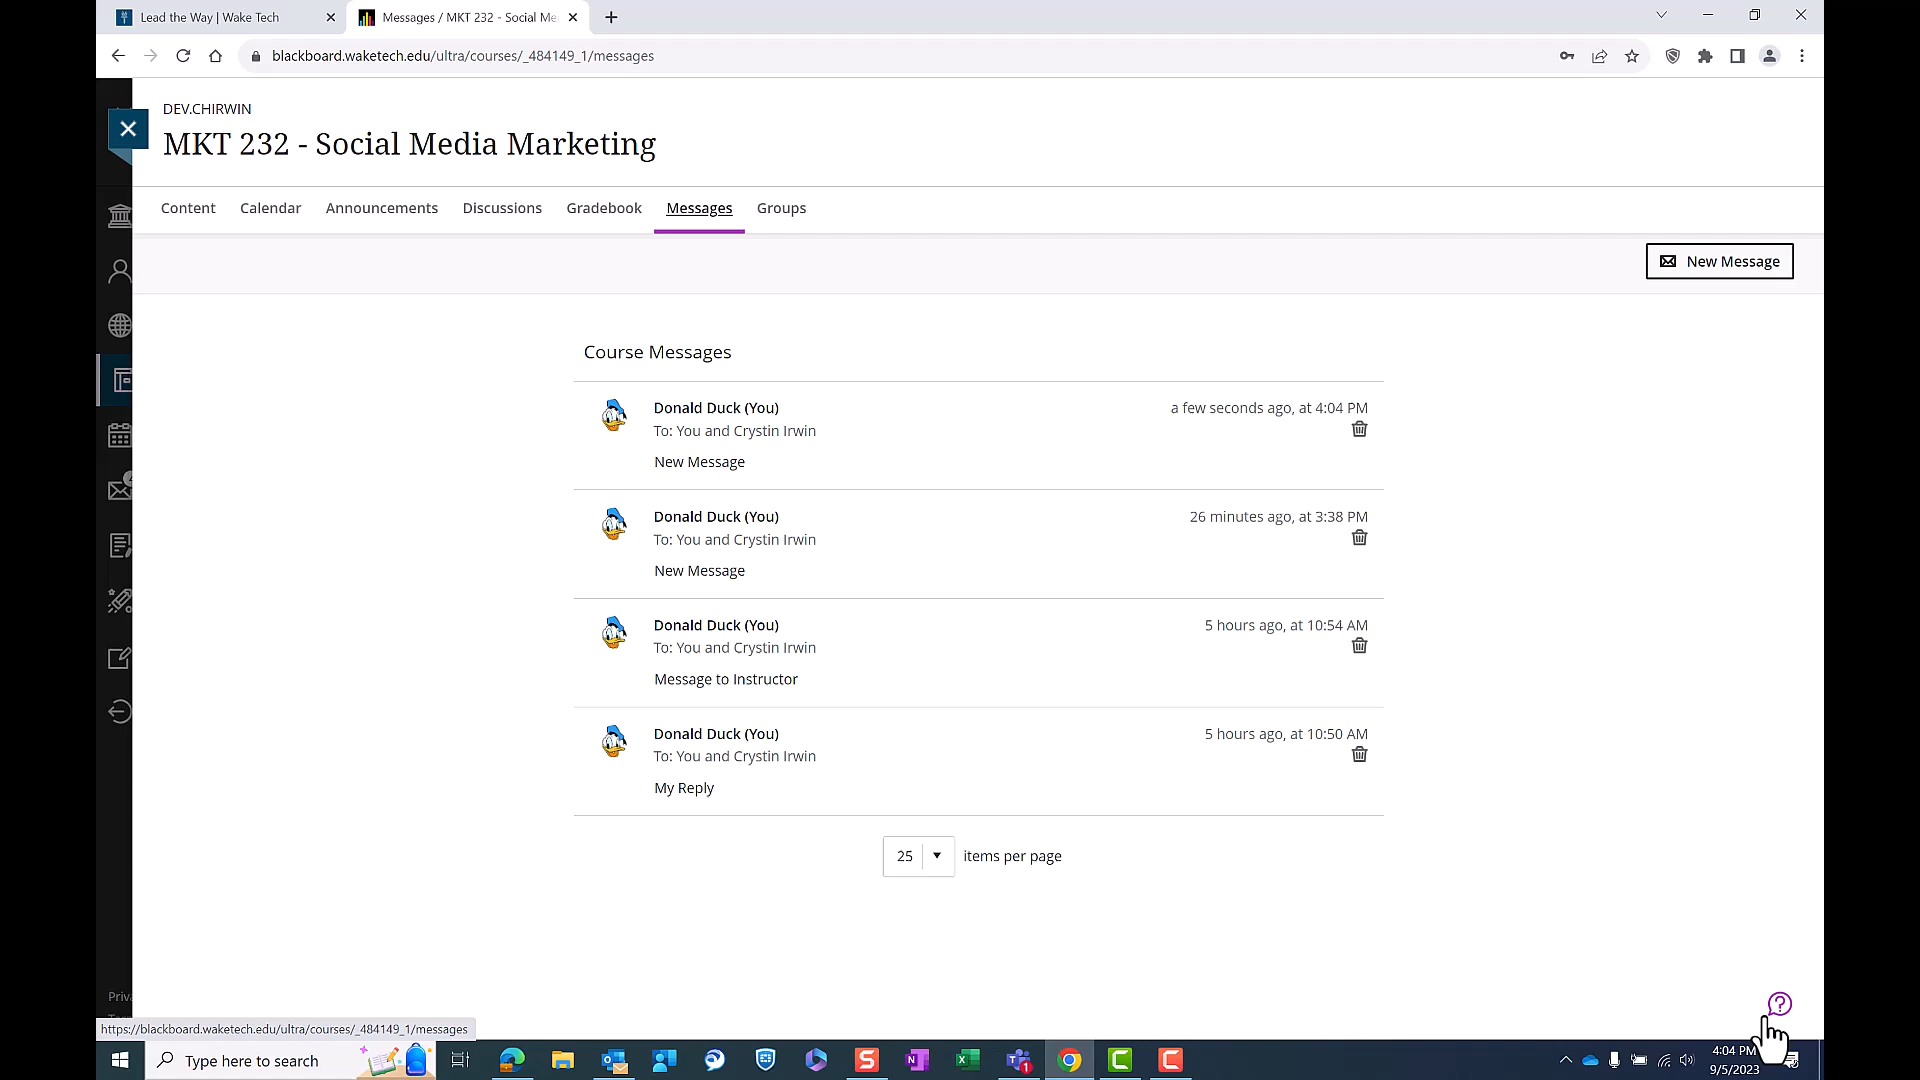 Lead the Way | Wake Tech
Messages / MKT 232 - Social Me
blackboard.waketech.edu/ultra/courses/_484149_1/messages
DEV.CHIRWIN
MKT 232 - Social Media Marketing
Content Calendar Announcements Discussions Gradebook Messages Groups
New Message
Course Messages
Donald Duck (You) a few seconds ago, at 4:04 PM
To: You and Crystin Irwin
New Message
Donald Duck (You) 26 minutes ago, at 3:38 PM
To: You and Crystin Irwin
New Message
Donald Duck (You) 5 hours ago, at 10:54 AM
To: You and Crystin Irwin
Message to Instructor
Donald Duck (You) 5 hours ago, at 10:50 AM
To: You and Crystin Irwin
My Reply
25 items per page
Priva
https://blackboard.waketech.edu/ultra/courses/_484149_1/messages
Type here to search
4:04 PM
9/5/2023